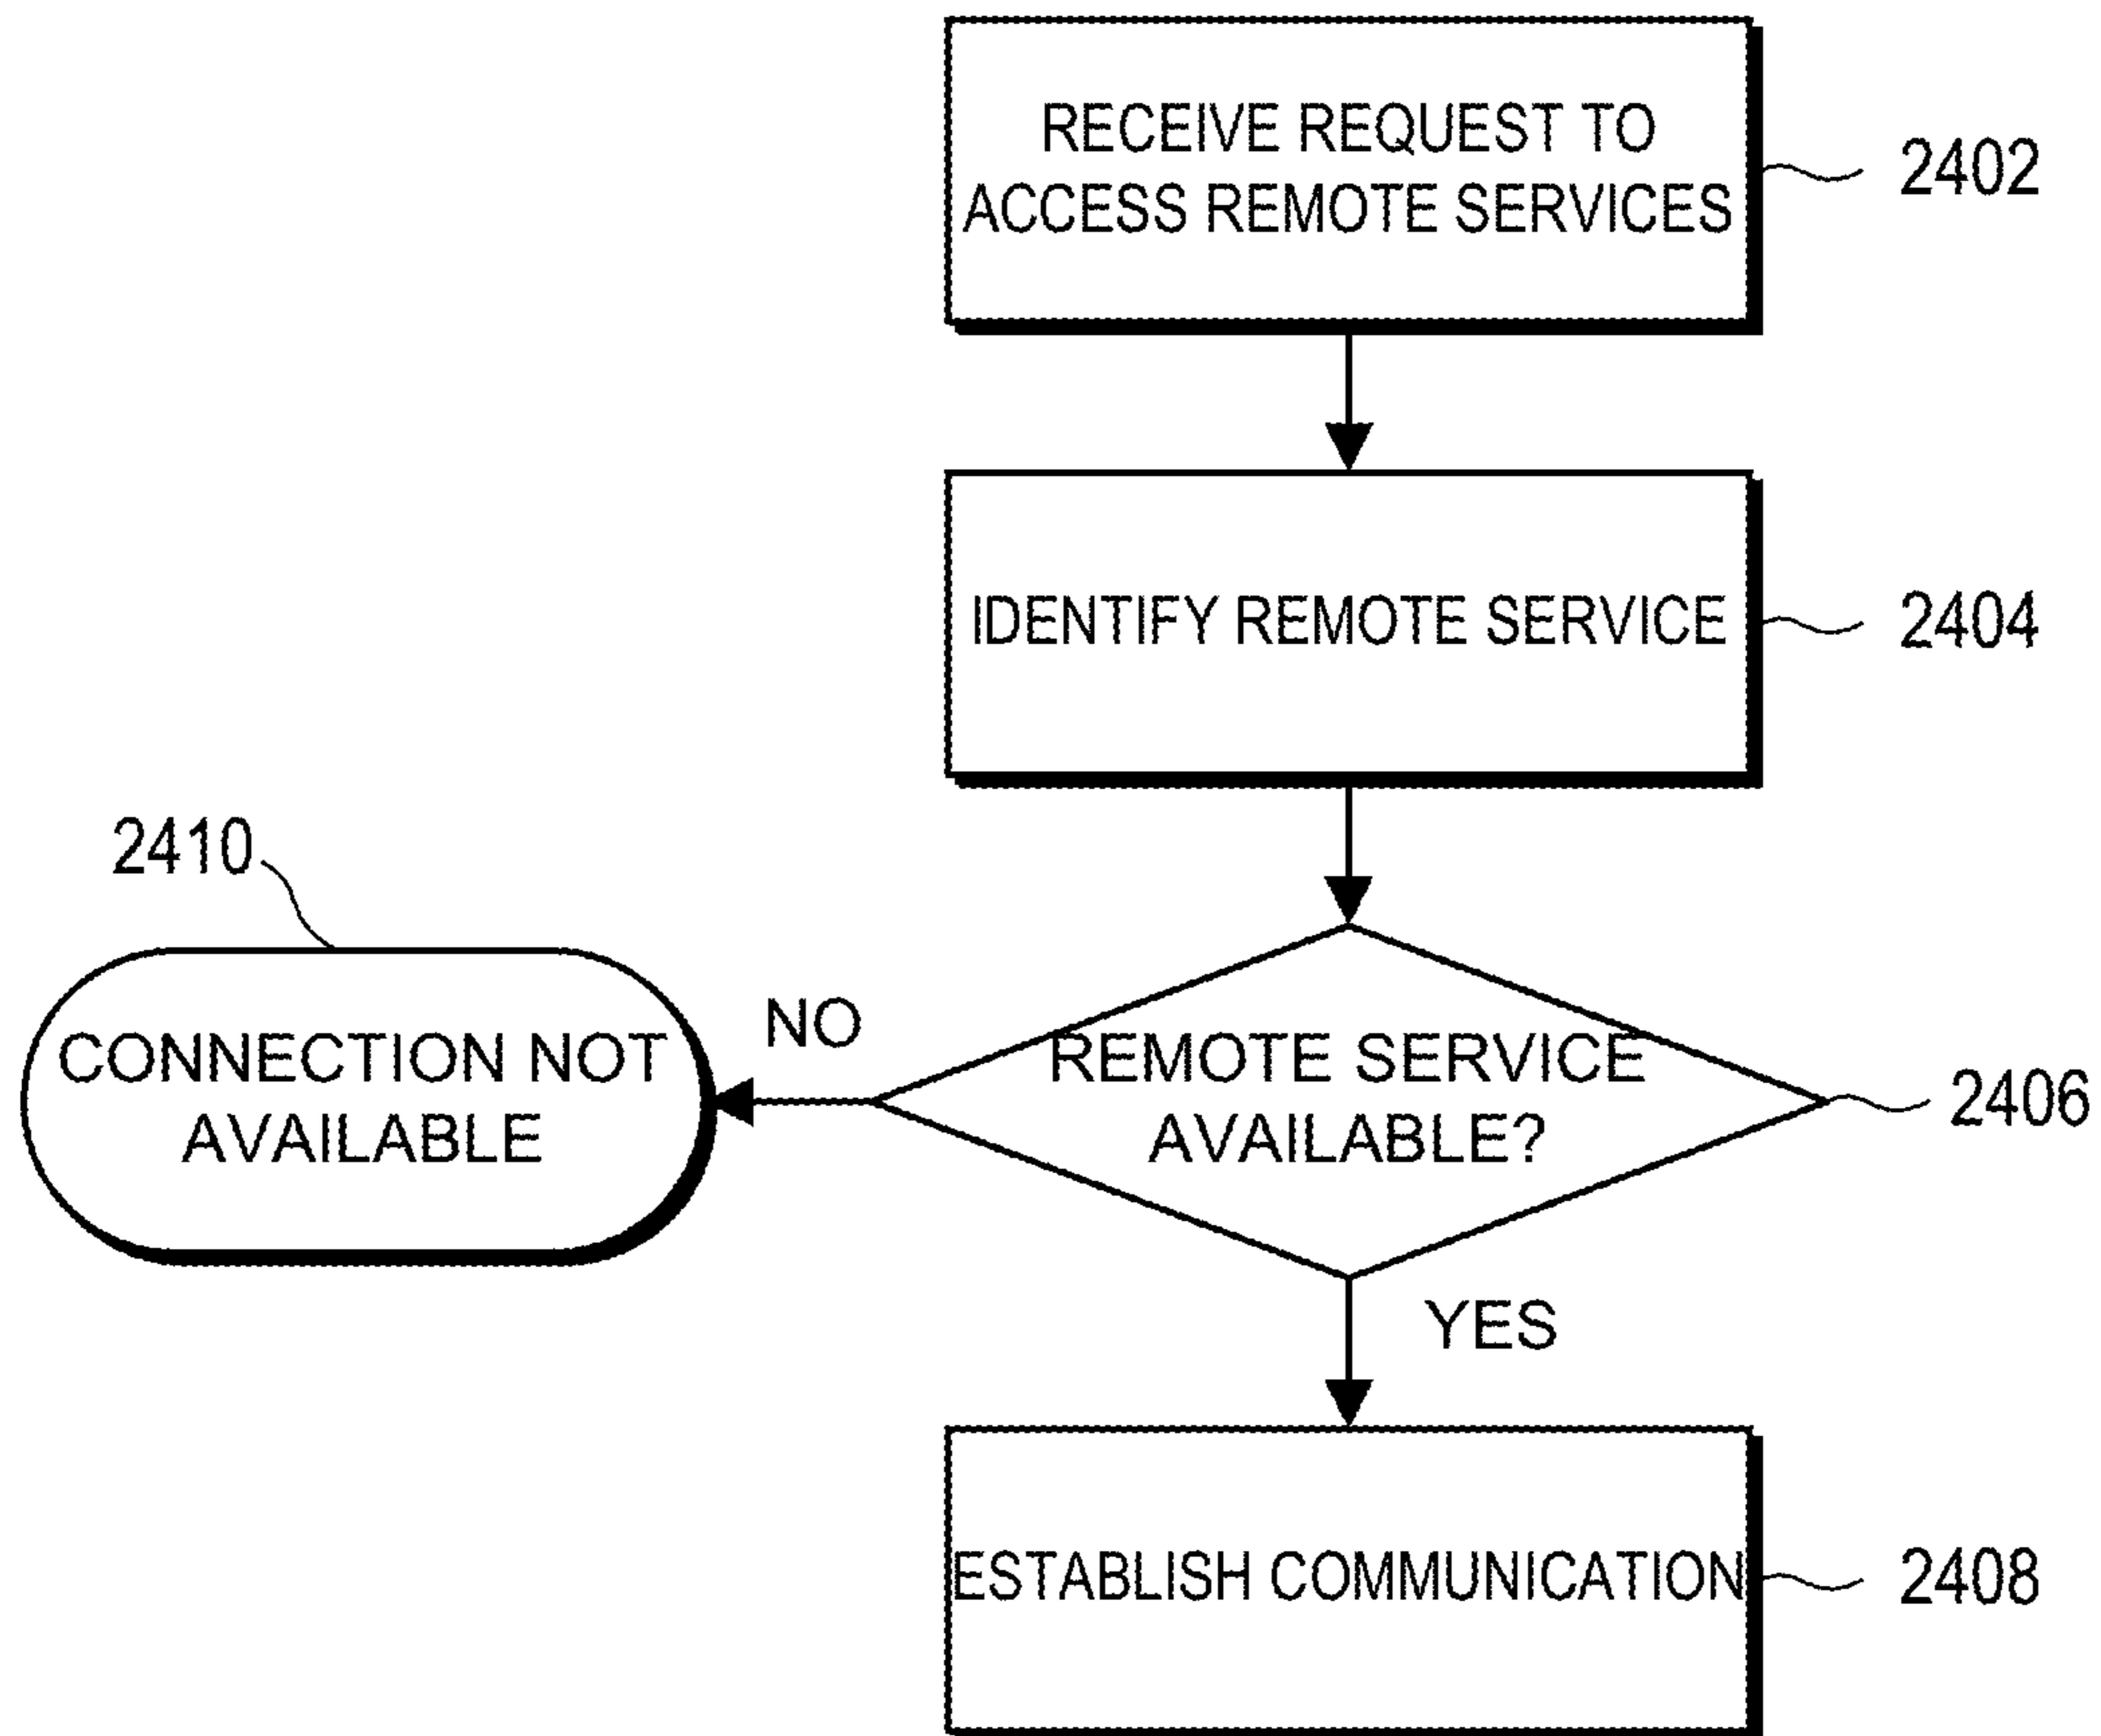 RECEIVE REQUEST TO
ACCESS REMOTE SERVICES
2402
IDENTIFY REMOTE SERVICE
2404
2410
CONNECTION NOT
AVAILABLE
NO
REMOTE SERVICE
AVAILABLE?
2406
YES
ESTABLISH COMMUNICATION
2408